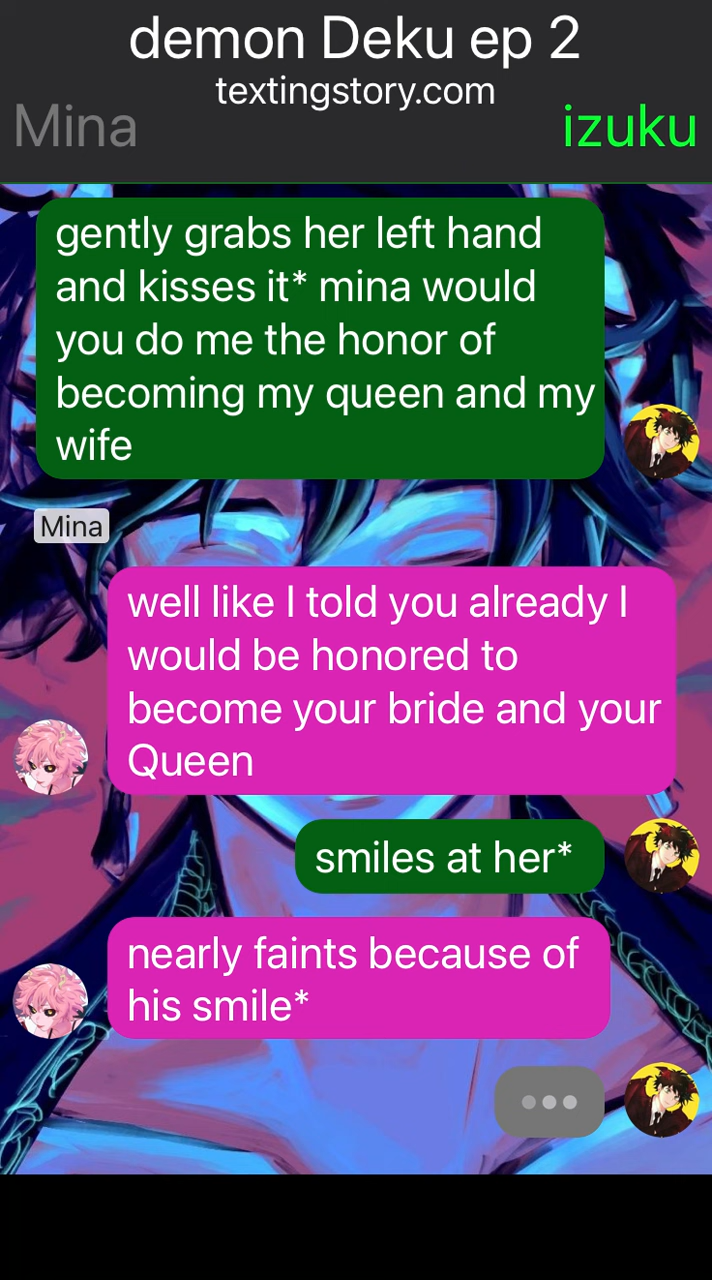 demon Deku ep 2
textingstory.com
Mina
izuku
gently grabs her left hand
and kisses it* mina would
you do me the honor of
becoming my queen and my
wife
Mina
well like I told you already I
would be honored to
become your bride and your
Queen
smiles at her*
nearly faints because of
his smile*